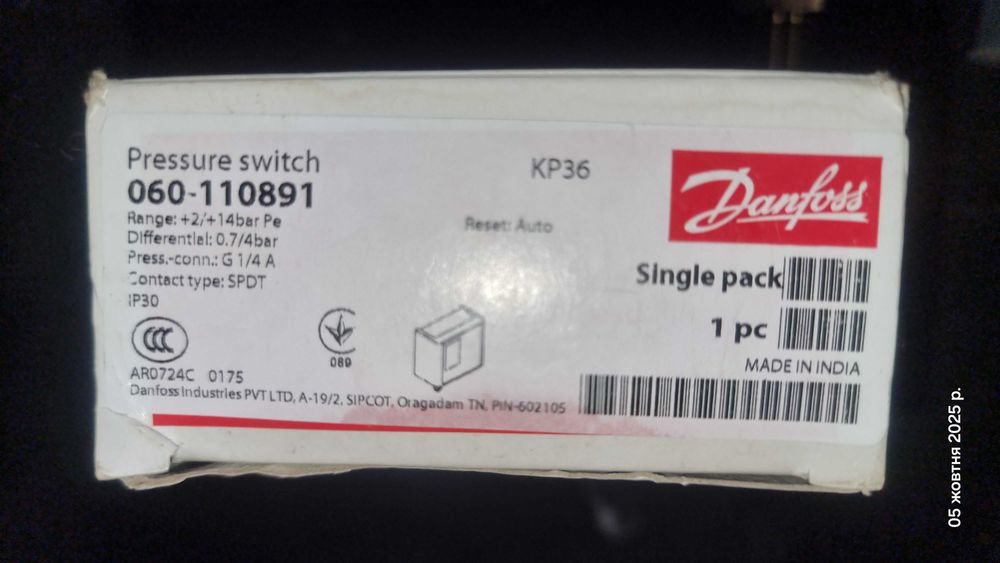 Pressure switch
060-110891
Range: +2/+14bar Pe
Differential: 0.7/4bar
Press.-conn.: G 1/4 A
Contact type: SPDT
IP30
KP36
Reset: Auto
Danfoss
Single pack
1 pc
MADE IN INDIA
CCC
089
AR0724C 0175
Danfoss Industries PVT LTD, A-19/2, SIPCOT, Oragadam TN, PIN-602105
05 жовтня 2025 р.